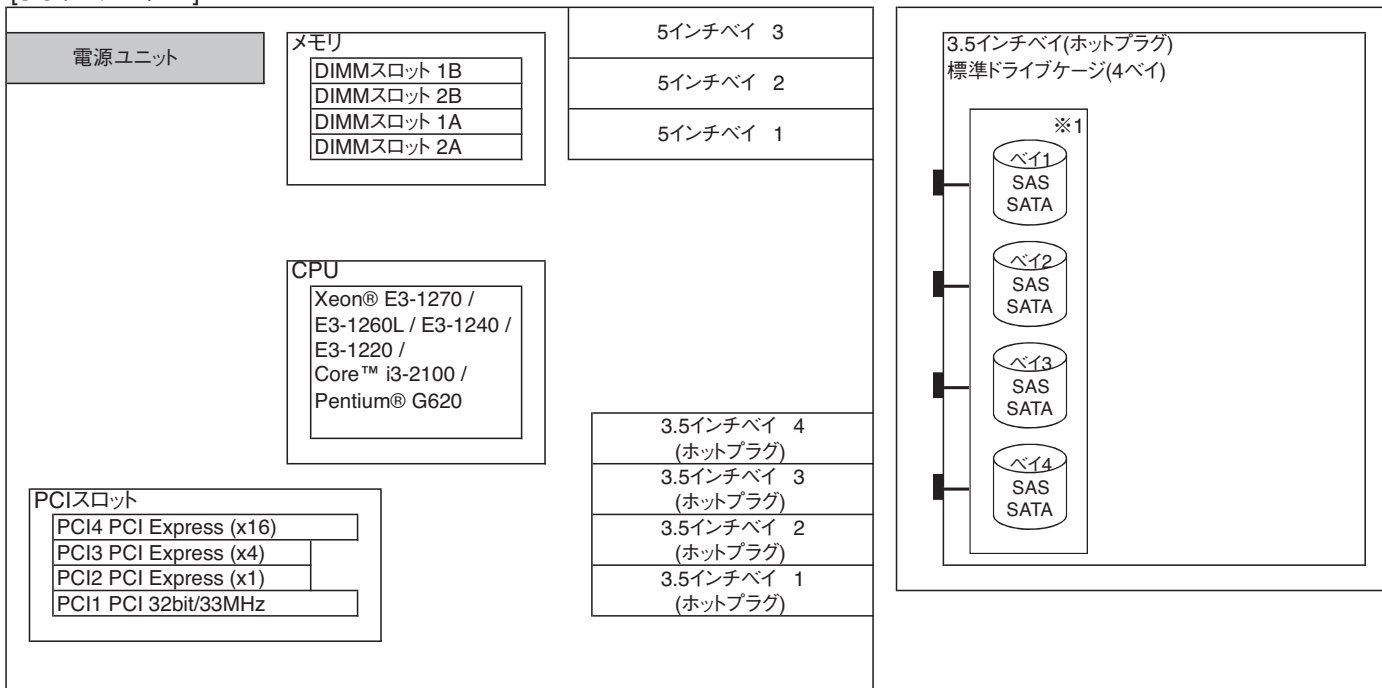 電源ユニット
メモリ
DIMMスロット 1B
DIMMスロット 2B
DIMMスロット 1A
DIMMスロット 2A
5インチベイ 3
5インチベイ 2
5インチベイ 1
CPU
Xeon® E3-1270 /
E3-1260L / E3-1240 /
E3-1220 /
Core™ i3-2100 /
Pentium® G620
3.5インチベイ 4
(ホットプラグ)
3.5インチベイ 3
(ホットプラグ)
3.5インチベイ 2
(ホットプラグ)
3.5インチベイ 1
(ホットプラグ)
PCIスロット
PCI4 PCI Express (x16)
PCI3 PCI Express (x4)
PCI2 PCI Express (x1)
PCI1 PCI 32bit/33MHz
3.5インチベイ(ホットプラグ)
標準ドライブケージ(4ベイ)
※1
ベイ1
SAS
SATA
ベイ2
SAS
SATA
ベイ3
SAS
SATA
ベイ4
SAS
SATA